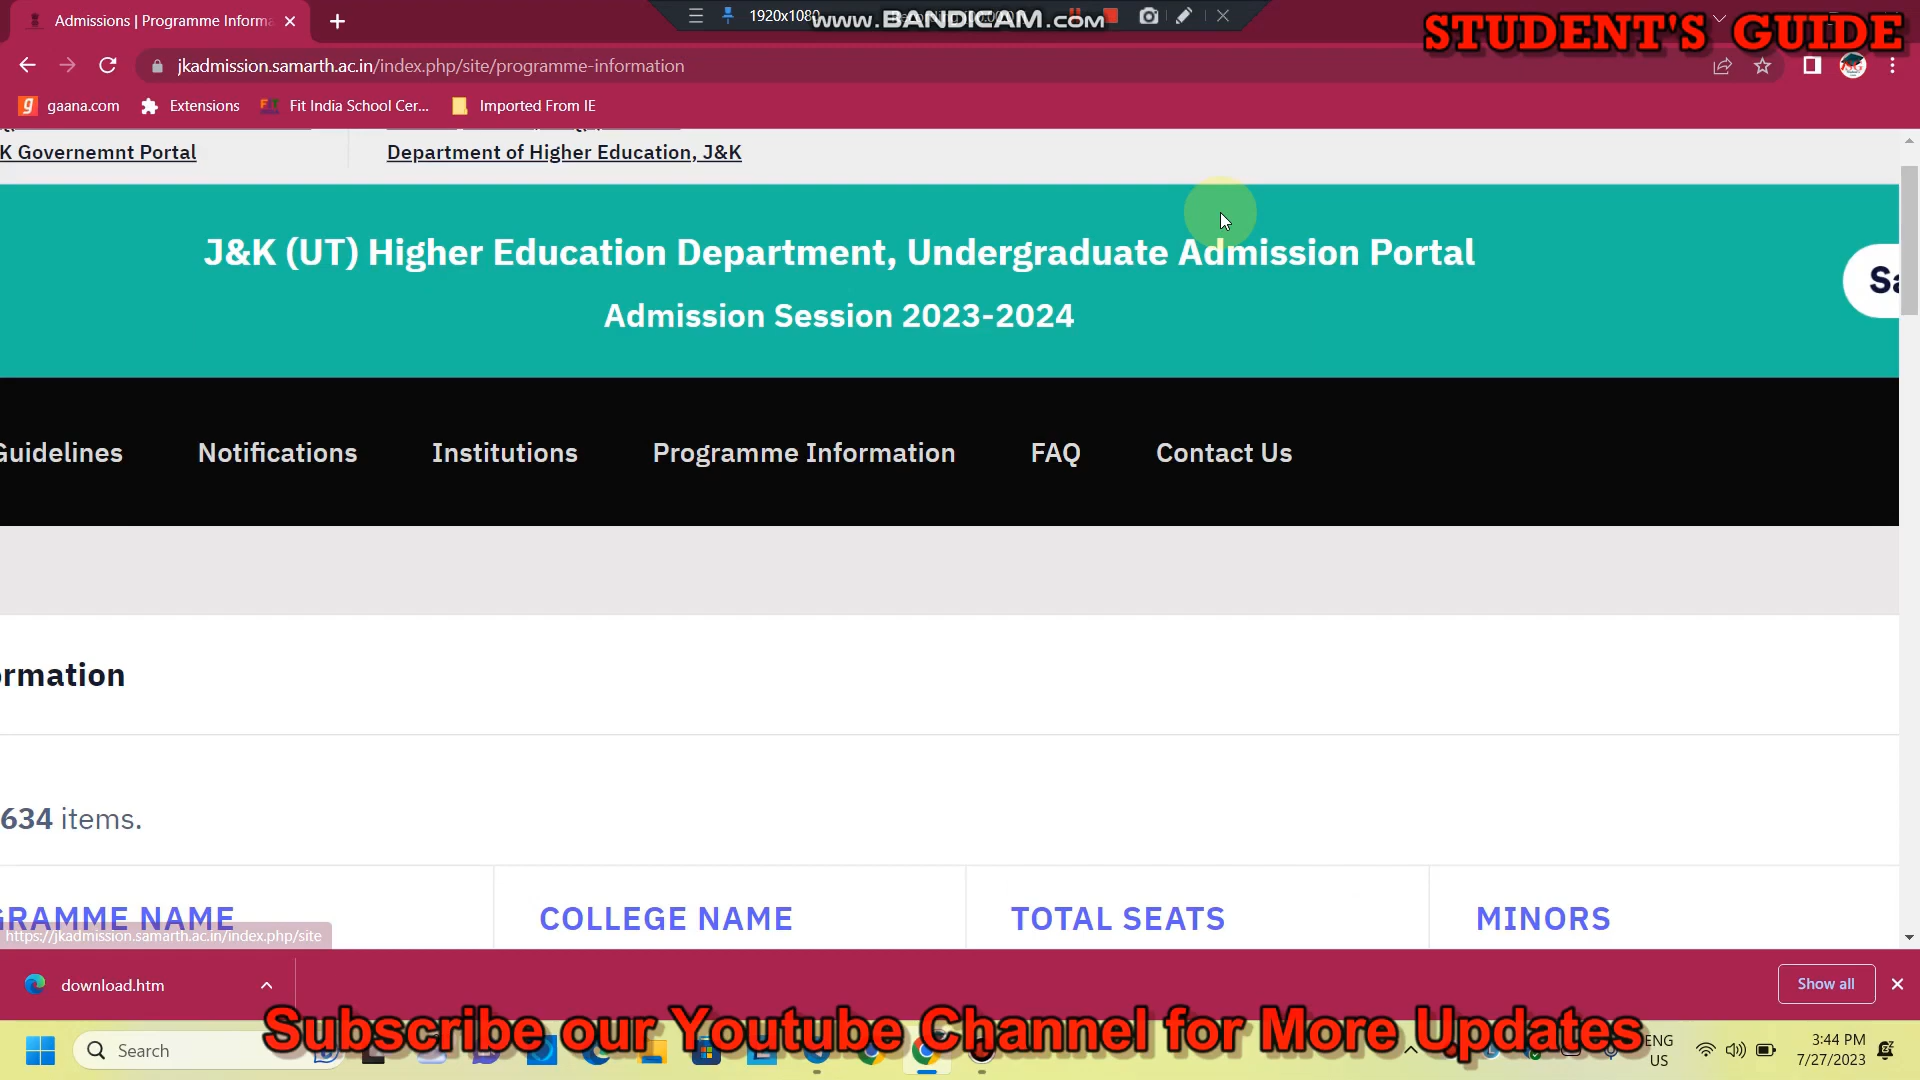 Admissions | Programme Informa
1920x1080
www.BANDICAM.com
STUDENT'S GUIDE
jkadmission.samarth.ac.in/index.php/site/programme-information
gaana.com
Extensions
Fit India School Cer...
Imported From IE
K Governemnt Portal
Department of Higher Education, J&K
J&K (UT) Higher Education Department, Undergraduate Admission Portal
Admission Session 2023-2024
Sa
Guidelines
Notifications
Institutions
Programme Information
FAQ
Contact Us
ormation
634 items.
GRAMME NAME
COLLEGE NAME
TOTAL SEATS
MINORS
https://jkadmission.samarth.ac.in/index.php/site
download.htm
Show all
Subscribe our Youtube Channel for More Updates
Search
ENG
US
3:44 PM
7/27/2023